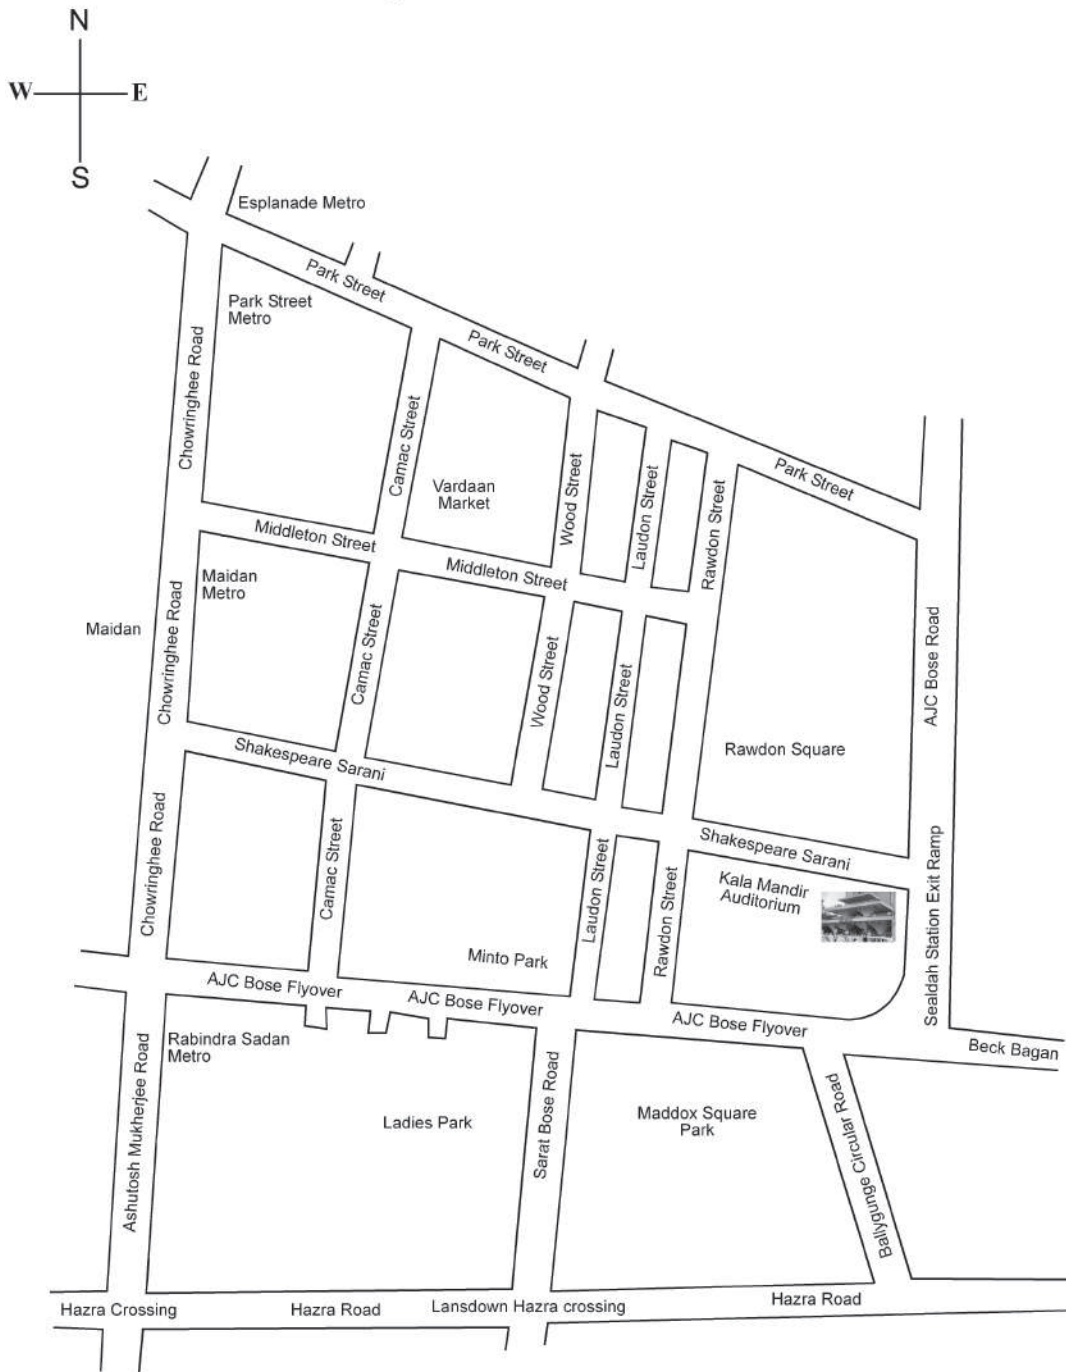 N
W
E
S
Esplanade Metro
Park Street
Park Street Metro
Park Street
Chowringhee Road
Camac Street
Vardaan
Market
Park Street
Wood Street
Laudon Street
Rawdon Street
Middleton Street
Middleton Street
Maidan
Metro
Maidan
Chowringhee Road
Camac Street
Wood Street
Laudon Street
AJC Bose Road
Rawdon Square
Shakespeare Sarani
Shakespeare Sarani
Chowringhee Road
Camac Street
Laudon Street
Rawdon Street
Kala Mandir
Auditorium
Sealdah Station Exit Ramp
Minto Park
AJC Bose Flyover
AJC Bose Flyover
AJC Bose Flyover
Beck Bagan
Rabindra Sadan
Metro
Ashutosh Mukherjee Road
Ladies Park
Sarat Bose Road
Maddox Square
Park
Ballygunge Circular Road
Hazra Crossing
Hazra Road
Lansdown Hazra crossing
Hazra Road